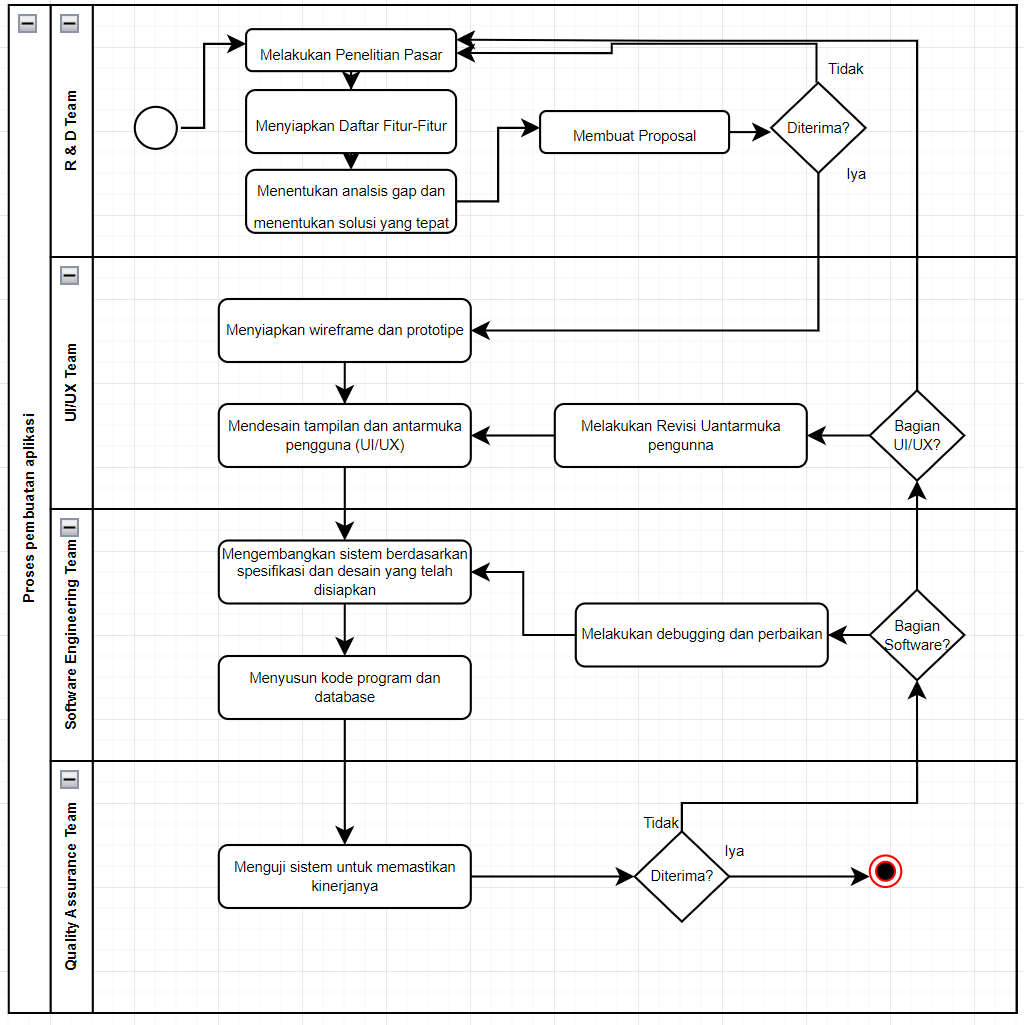 Proses pembuatan aplikasi
R & D Team
Melakukan Penelitian Pasar
Menyiapkan Daftar Fitur-Fitur
Menentukan analsis gap dan
menentukan solusi yang tepat
Membuat Proposal
Diterima?
Tidak
Iya
UI/UX Team
Menyiapkan wireframe dan prototipe
Mendesain tampilan dan antarmuka
pengguna (UI/UX)
Melakukan Revisi Uantarmuka
pengunna
Bagian
UI/UX?
Software Engineering Team
Mengembangkan sistem berdasarkan
spesifikasi dan desain yang telah
disiapkan
Melakukan debugging dan perbaikan
Bagian
Software?
Menyusun kode program dan
database
Quality Assurance Team
Menguji sistem untuk memastikan
kinerjanya
Tidak
Diterima?
Iya